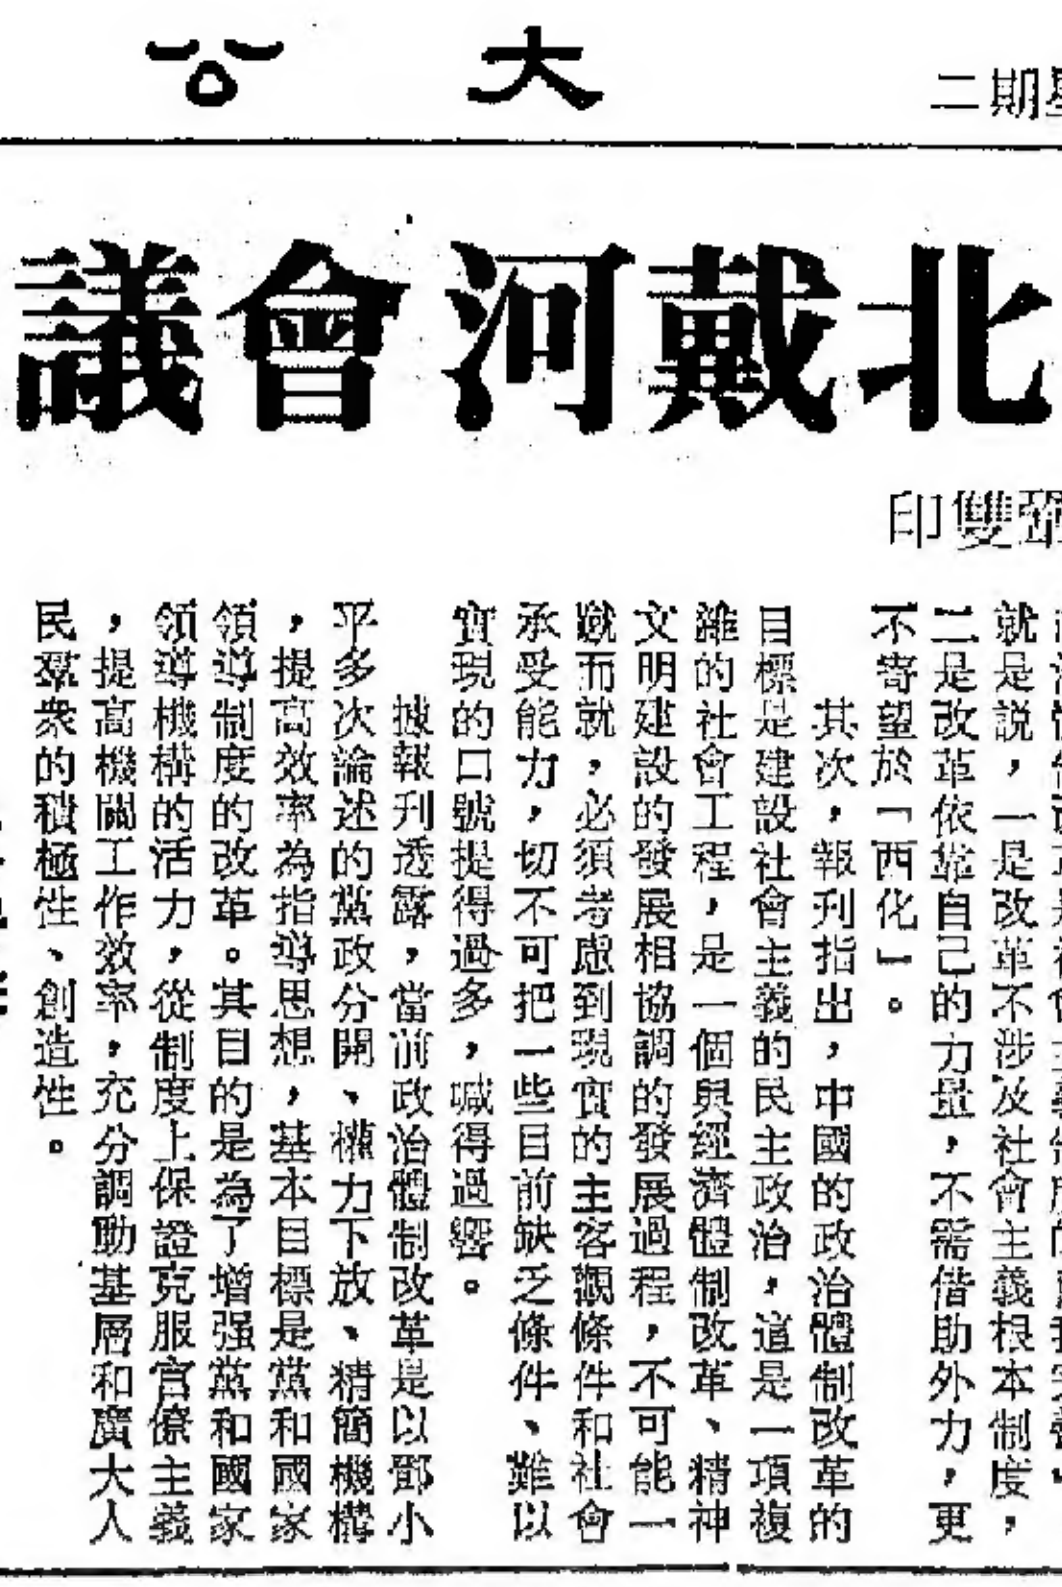 二期星
大公
北戴河會議
印雙
就是説，一是改革不涉及社會主義根本制度，
二是改革依靠自己的力量，不需借助外力，更
不寄望於「西化」。
其次，報刊指出，中國的政治體制改革的
目標是建設社會主義的民主政治，這是一項複
雜的社會工程，是一個與經濟體制改革、精神
文明建設的發展相協調的發展過程，不可能一
蹴而就，必須考慮到現實的主客觀條件和社會
承受能力，切不可把一些目前缺乏條件、難以
實現的口號提得過多，喊得過響。
據報刊透露，當前政治體制改革是以鄧小
平多次論述的黨政分開、權力下放、精簡機構
，提高效率為指導思想，基本目標是黨和國家
領導制度的改革。其目的是為了增强黨和國家
領導機構的活力，從制度上保證克服官僚主義
，提高機關工作效率，充分調動基層和廣大人
民羣衆的積極性、創造性。